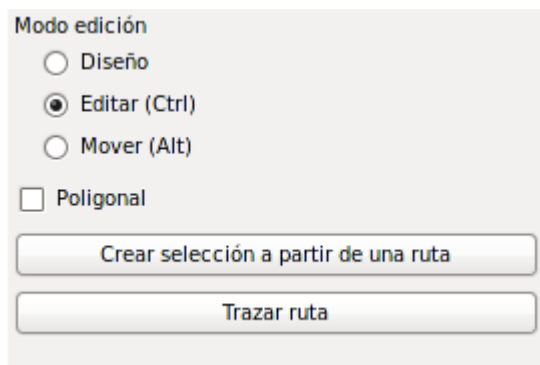 Modo edición
Diseño
Editar (Ctrl)
Mover (Alt)
Poligonal
Crear selección a partir de una ruta
Trazar ruta